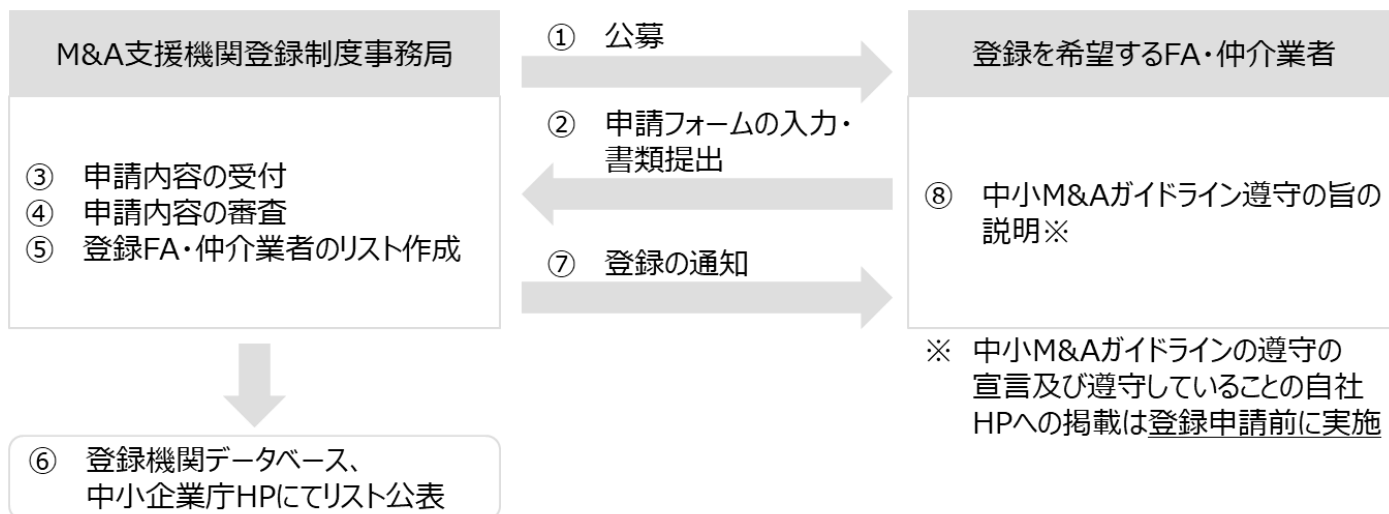 M&A支援機関登録制度事務局
③ 申請内容の受付
④ 申請内容の審査
⑤ 登録FA・仲介業者のリスト作成
① 公募
② 申請フォームの入力・
書類提出
⑦ 登録の通知
登録を希望するFA・仲介業者
⑧ 中小M&Aガイドライン遵守の旨の
説明※
※ 中小M&Aガイドラインの遵守の
宣言及び遵守していることの自社
HPへの掲載は登録申請前に実施
⑥ 登録機関データベース、
中小企業庁HPにてリスト公表